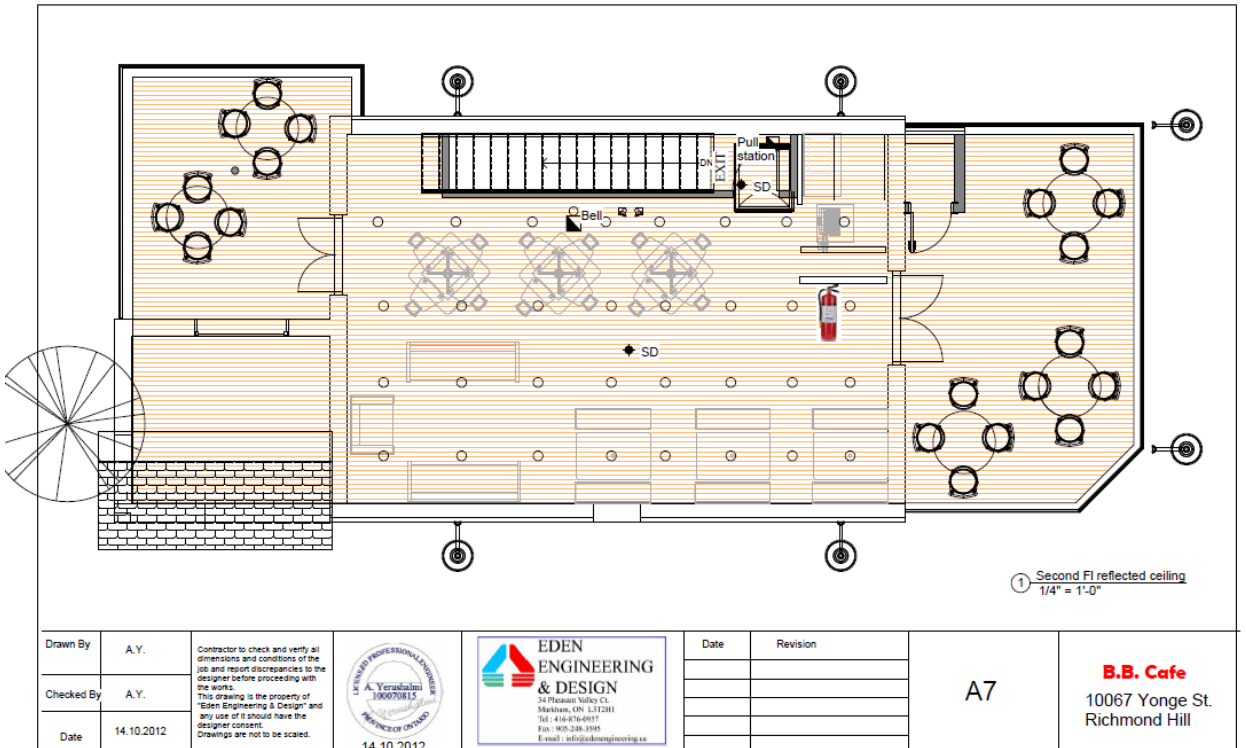 Pull
station
DN
EXIT
SD
Bell
SD
1
Second Fl reflected ceiling
1/4" = 1'-0"
Drawn By
A.Y.
Checked By
A.Y.
Date
14.10.2012
Contractor to check and verify all
dimensions and conditions of the
job and report discrepancies to the
designer before proceeding with
the works.
This drawing is the property of
"Eden Engineering & Design" and
any use of it should have the
designer consent.
Drawings are not to be scaled.
LICENSED PROFESSIONAL ENGINEER
A. Yerushalmi
100070815
PROVINCE OF ONTARIO
14.10.2012
EDEN
ENGINEERING
& DESIGN
34 Pheasant Valley Ct.
Markham, ON L3T2H1
Tel : 416-876-0957
Fax : 905-248-3595
E-mail : info@edenengineering.ca
Date
Revision
A7
B.B. Cafe
10067 Yonge St.
Richmond Hill